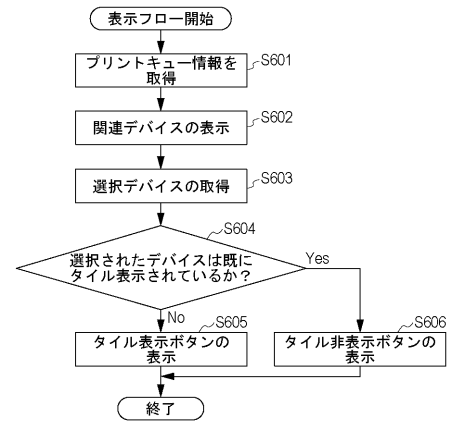 表示フロー開始
プリントキュー情報を
取得
S601
関連デバイスの表示
S602
選択デバイスの取得
S603
S604
選択されたデバイスは既に
タイル表示されているか?
Yes
No
S605
タイル表示ボタンの
表示
S606
タイル非表示ボタンの
表示
終了